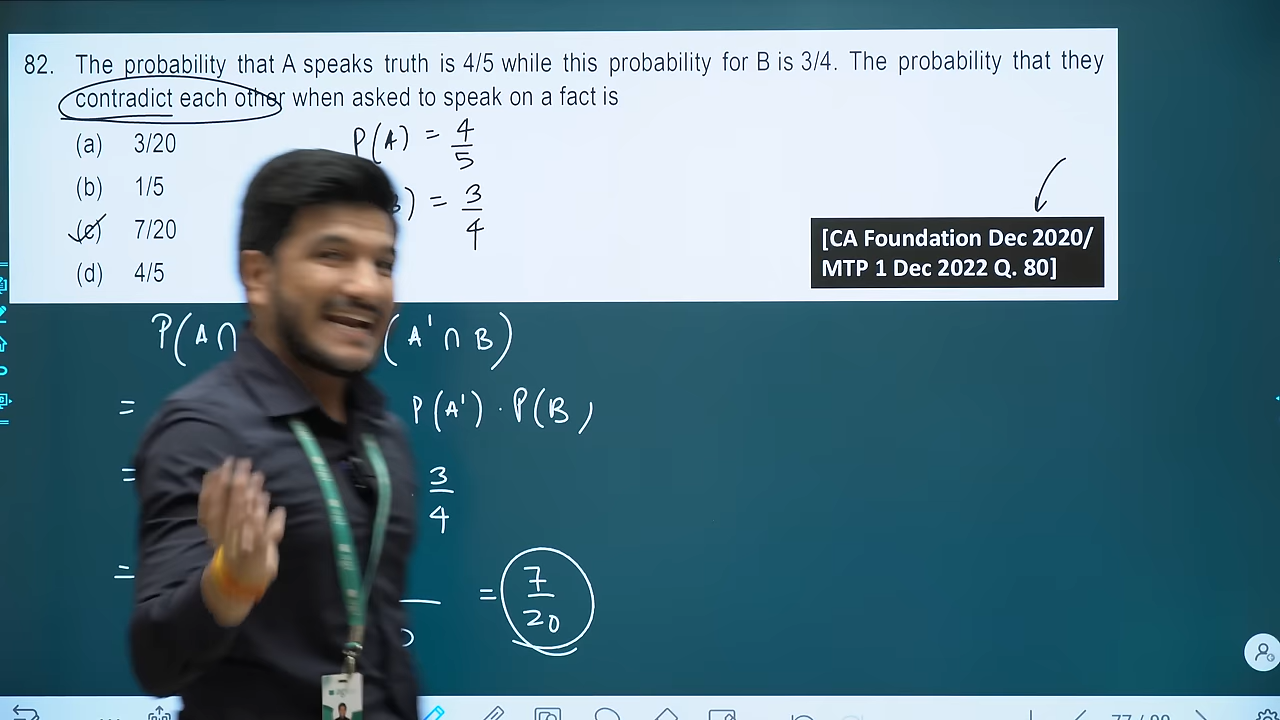 82. The probability that A speaks truth is 4/5 while this probability for B is 3/4. The probability that they
contradict each other when asked to speak on a fact is
(a) 3/20
(b) 1/5
(c) 7/20
(d) 4/5
P(A) = 4/5
) = 3/4
[CA Foundation Dec 2020/
MTP 1 Dec 2022 Q. 80]
P(A∩ (A'∩B)
= P(A') · P(B)
= · 3/4
= = 7/20
77 / 90